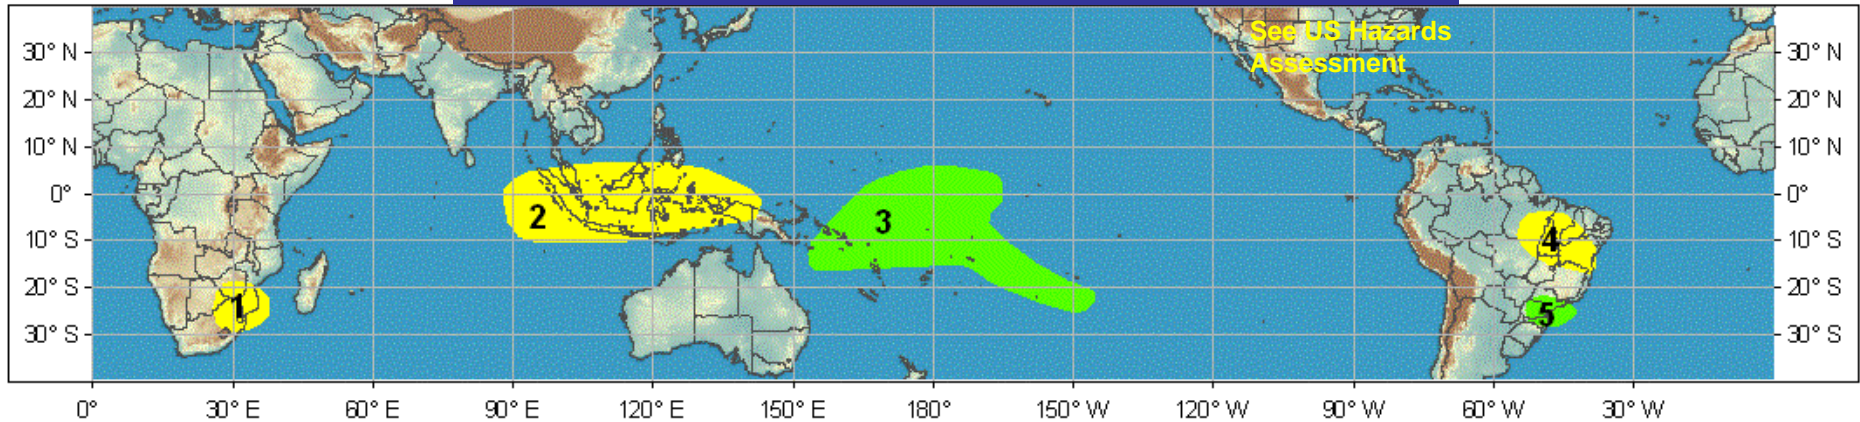 See US Hazards
Assessment
30° N
30° N
20° N
20° N
10° N
10° N
0°
0°
10° S
10° S
20° S
20° S
30° S
30° S
1
2
3
4
5
0°
30° E
60° E
90° E
120° E
150° E
180°
150° W
120° W
90° W
60° W
30° W